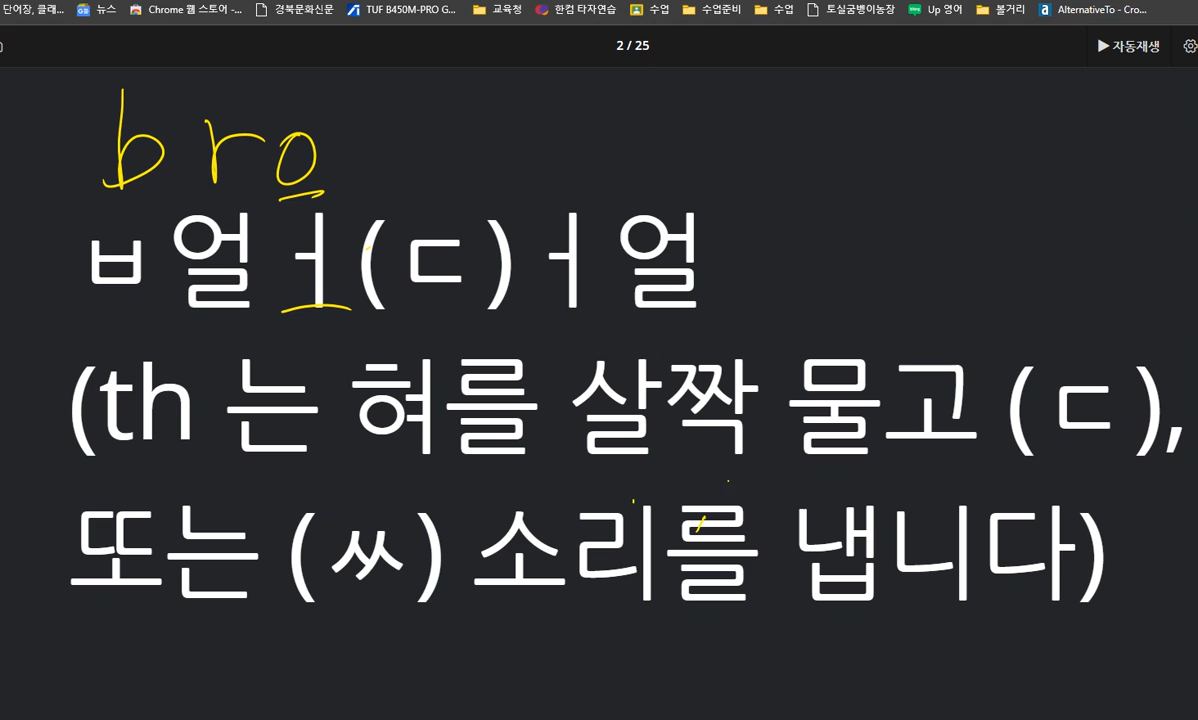 단어장, 클래... 뉴스 Chrome 웹 스토어 -... 경북문화신문 TUF B450M-PRO G... 교육청 한컴 타자연습 수업 수업준비 수업 토실굼벵이농장 Up 영어 볼거리 AlternativeTo - Cro...
2 / 25 ▶ 자동재생
bro
ㅂ얼ㅓ(ㄷ)ㅓ얼
(th 는 혀를 살짝 물고 (ㄷ),
또는 (ㅆ) 소리를 냅니다)